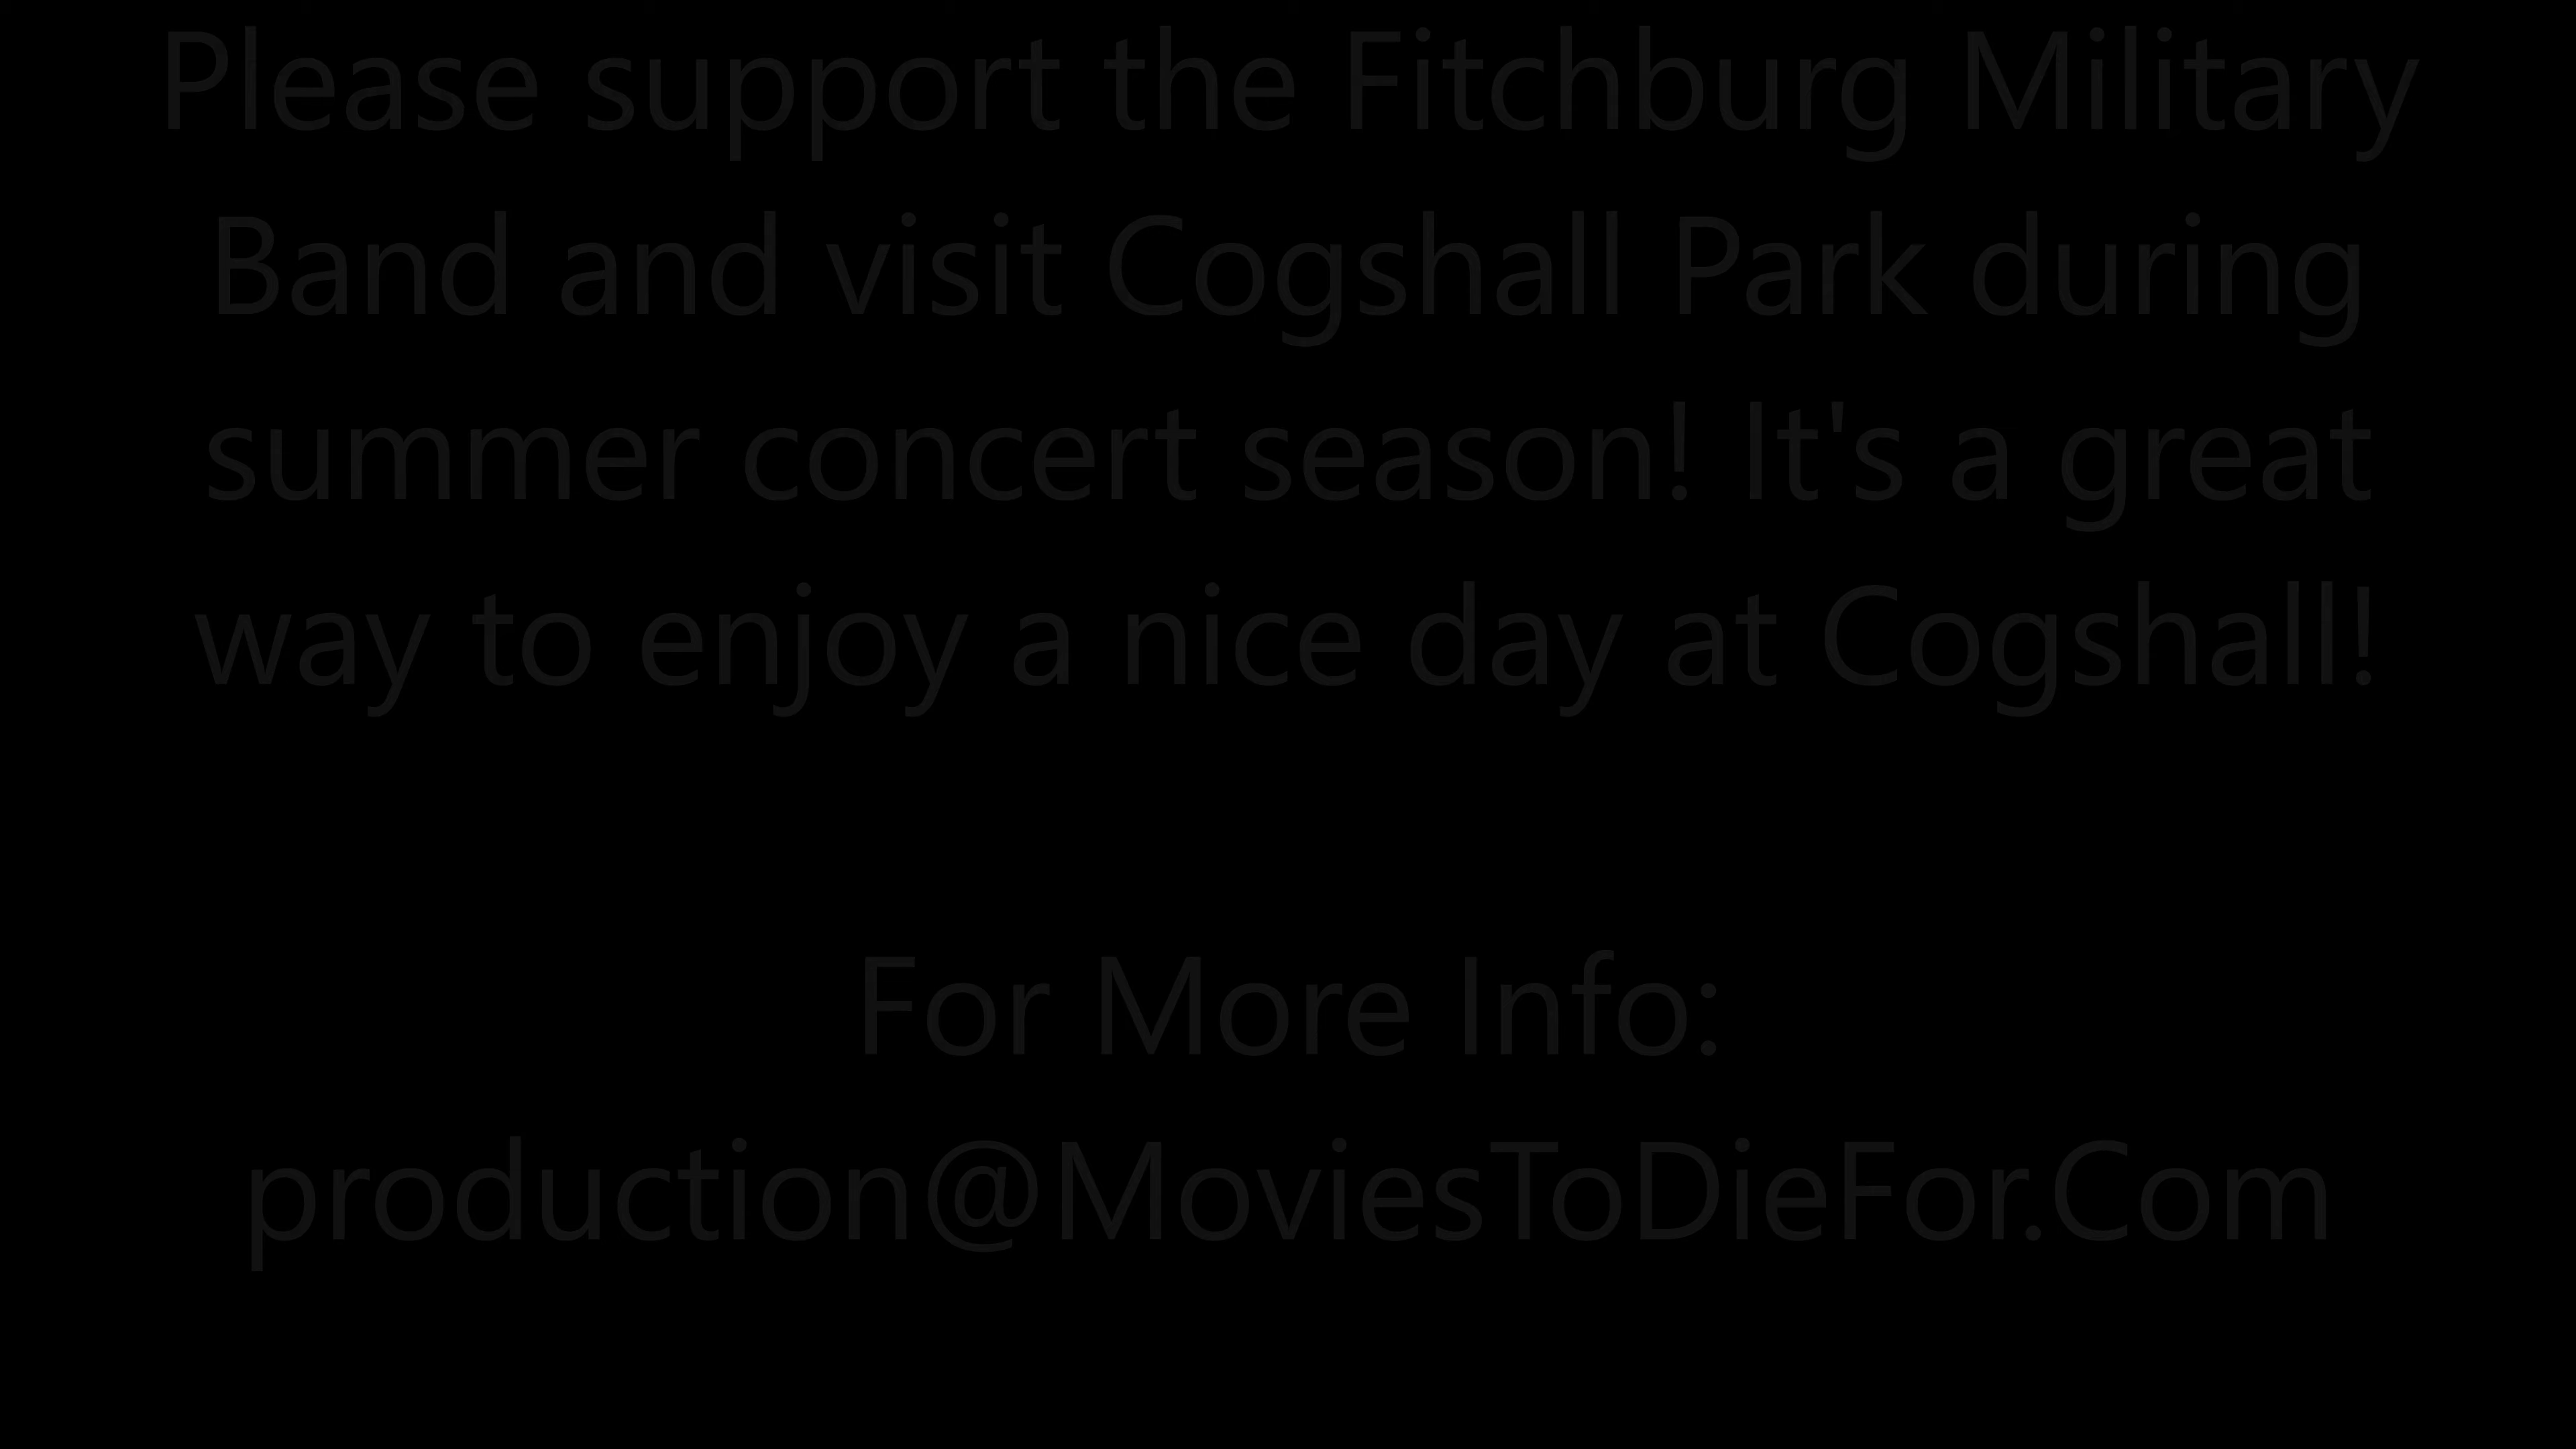 Please support the Fitchburg Military
Band and visit Cogshall Park during
summer concert season! It's a great
way to enjoy a nice day at Cogshall!
For More Info:
production@MoviesToDieFor.Com